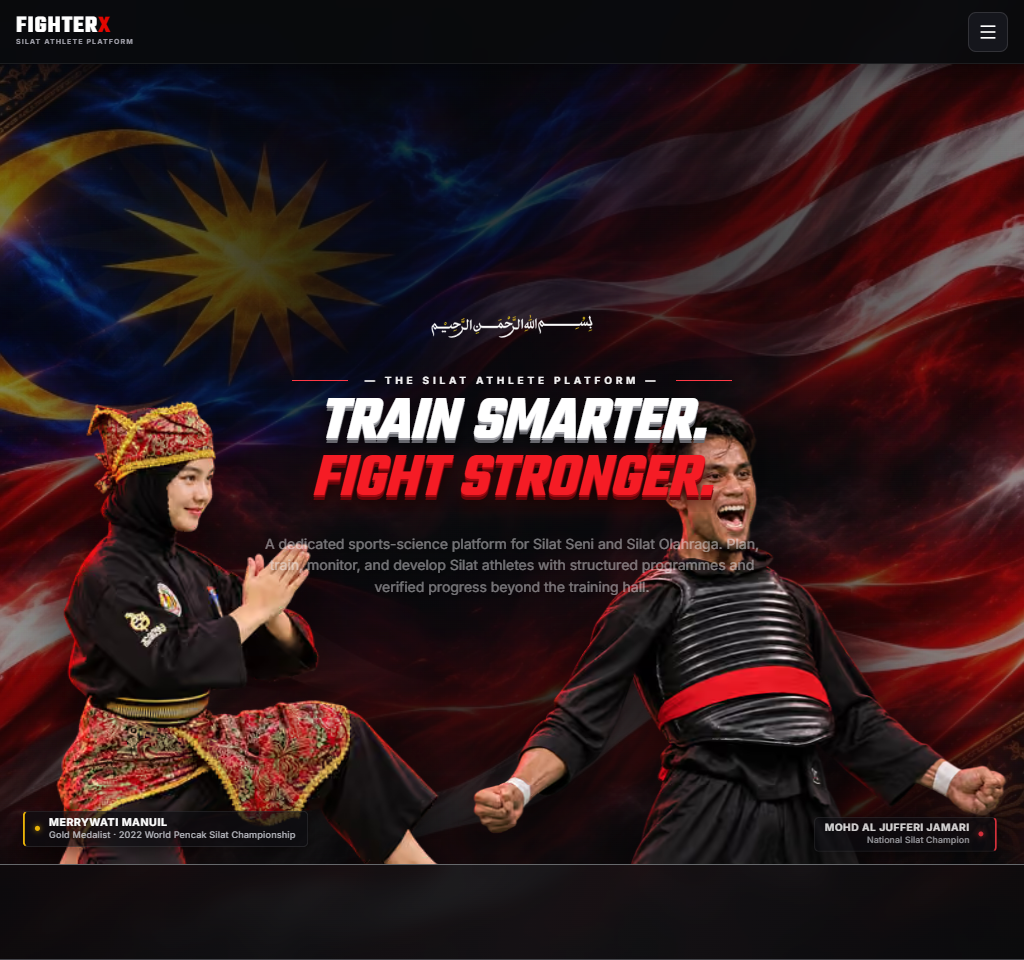 FIGHTERX
SILAT ATHLETE PLATFORM
بِسْمِ اللهِ الرَّحْمَـنِ الرَّحِيْمِ
— THE SILAT ATHLETE PLATFORM —
TRAIN SMARTER.
FIGHT STRONGER.
A dedicated sports-science platform for Silat Seni and Silat Olahraga. Plan,
train, monitor, and develop Silat athletes with structured programmes and
verified progress beyond the training hall.
MERRYWATI MANUIL
Gold Medalist · 2022 World Pencak Silat Championship
MOHD AL JUFFERI JAMARI
National Silat Champion